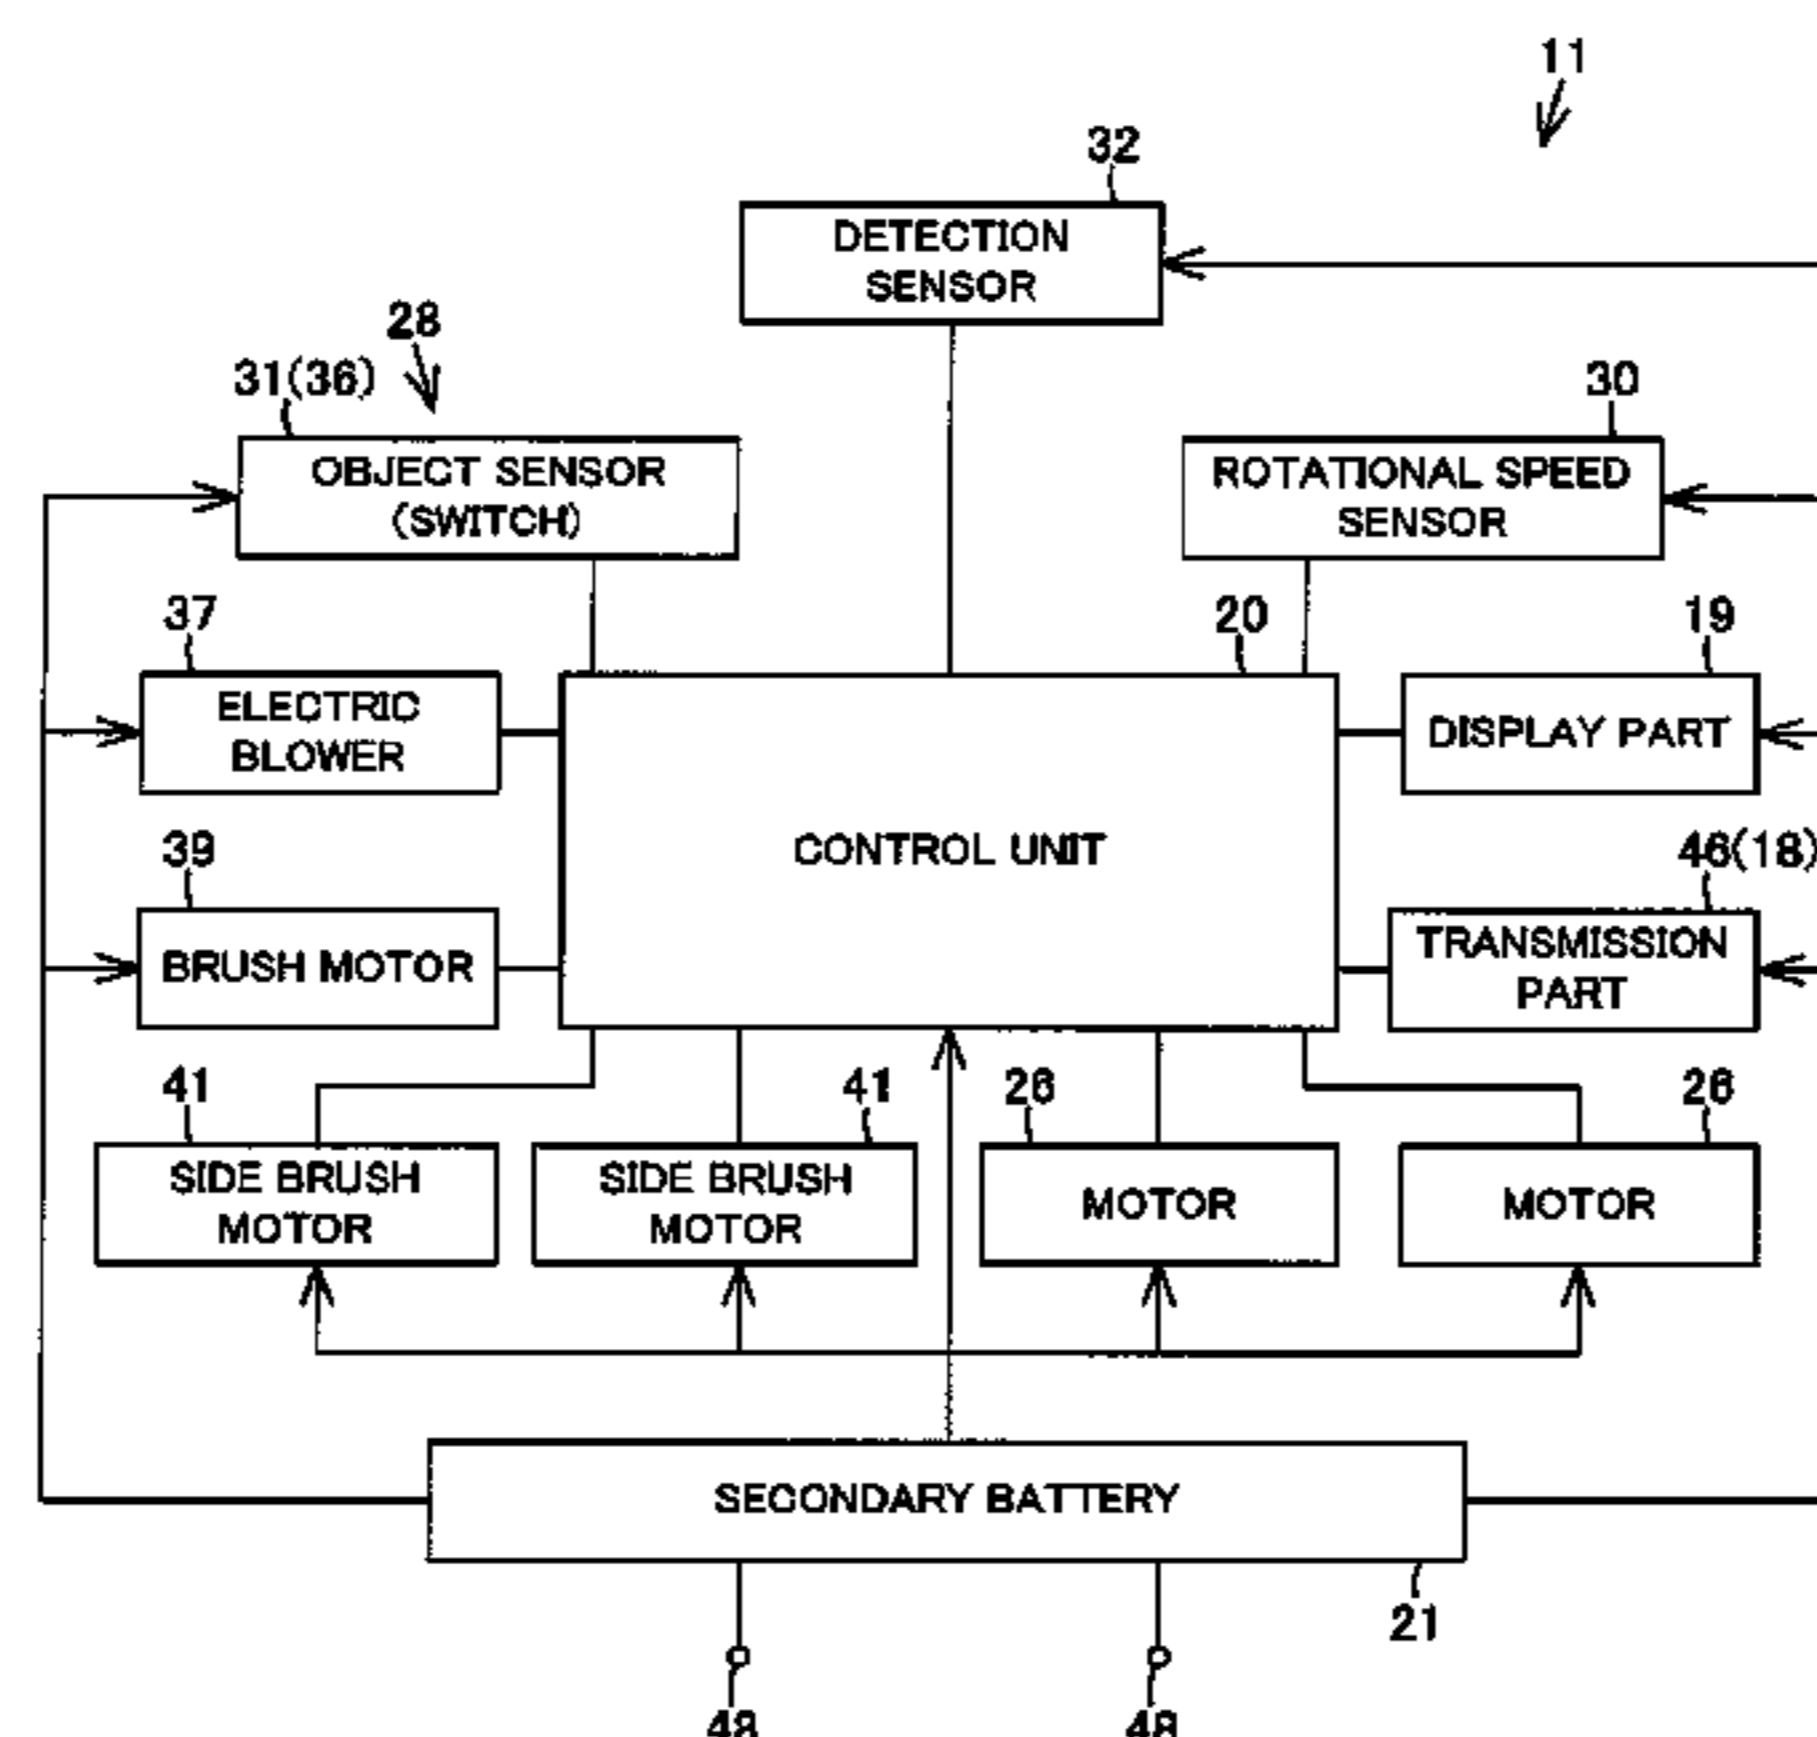 11
32
DETECTION
SENSOR
28
31(36)
30
OBJECT SENSOR
(SWITCH)
ROTATIONAL SPEED
SENSOR
37
20
19
ELECTRIC
BLOWER
DISPLAY PART
CONTROL UNIT
39
46(18)
BRUSH MOTOR
TRANSMISSION
PART
41
41
26
26
SIDE BRUSH
MOTOR
SIDE BRUSH
MOTOR
MOTOR
MOTOR
SECONDARY BATTERY
21
48
48